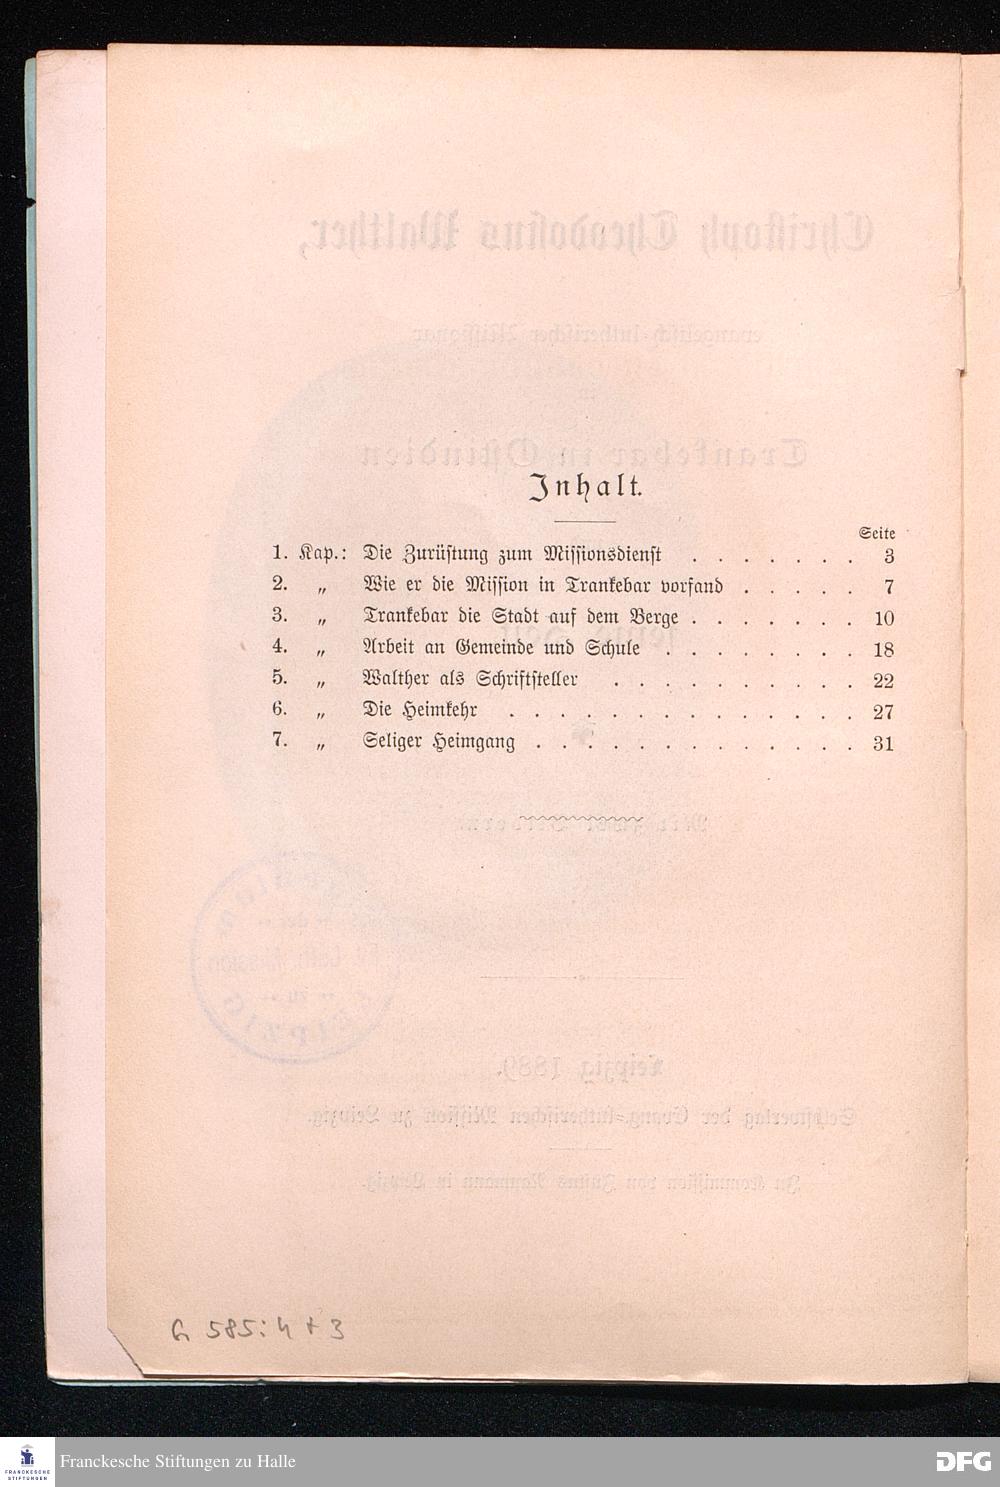 Inhalt.
Seite
1. Kap.: Die Zurüstung zum Missionsdienst . . . . . . . 3
2. „ Wie er die Mission in Trankebar vorfand . . . . . 7
3. „ Trankebar die Stadt auf dem Berge . . . . . . . 10
4. „ Arbeit an Gemeinde und Schule . . . . . . . . 18
5. „ Walther als Schriftsteller . . . . . . . . . . 22
6. „ Die Heimkehr . . . . . . . . . . . . . . 27
7. „ Seliger Heimgang . . . . . . . . . . . . . 31
G 585:4+3
FRANCKESCHE
STIFTUNGEN
Franckesche Stiftungen zu Halle
DFG